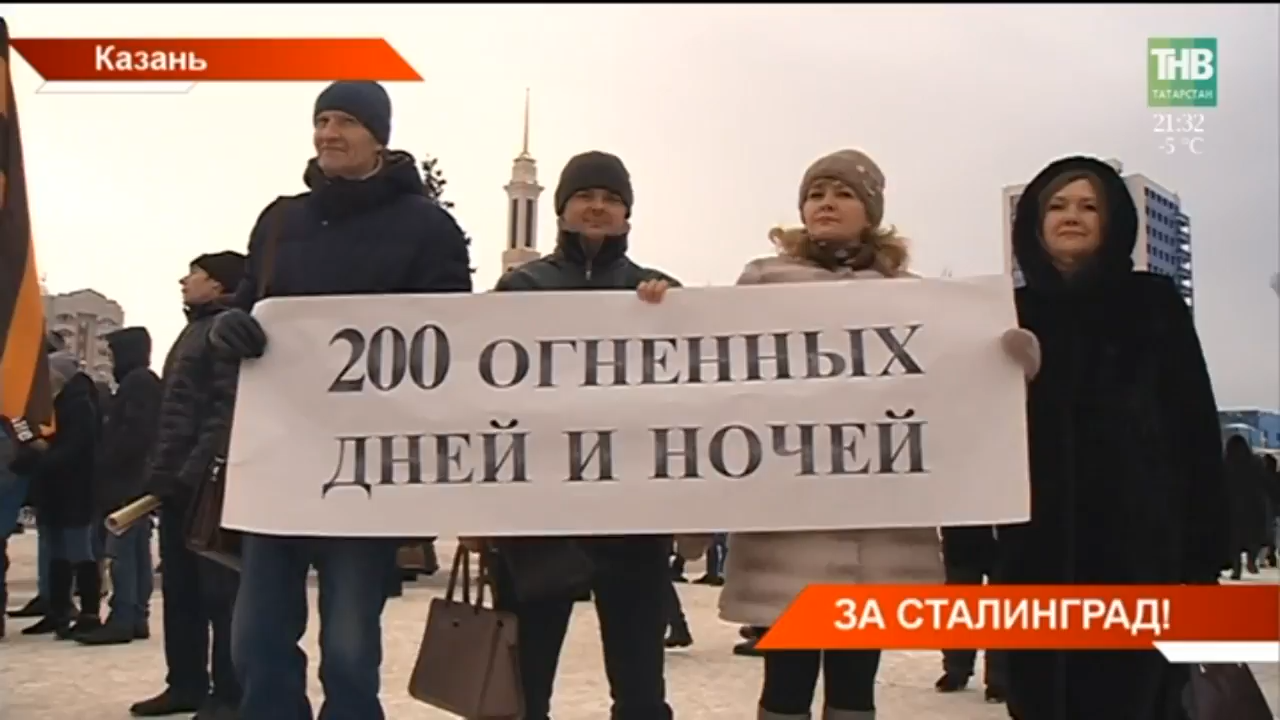 Казань
ТНВ
ТАТАРСТАН
21:32
-5 °C
200 ОГНЕННЫХ
ДНЕЙ И НОЧЕЙ
ЗА СТАЛИНГРАД!